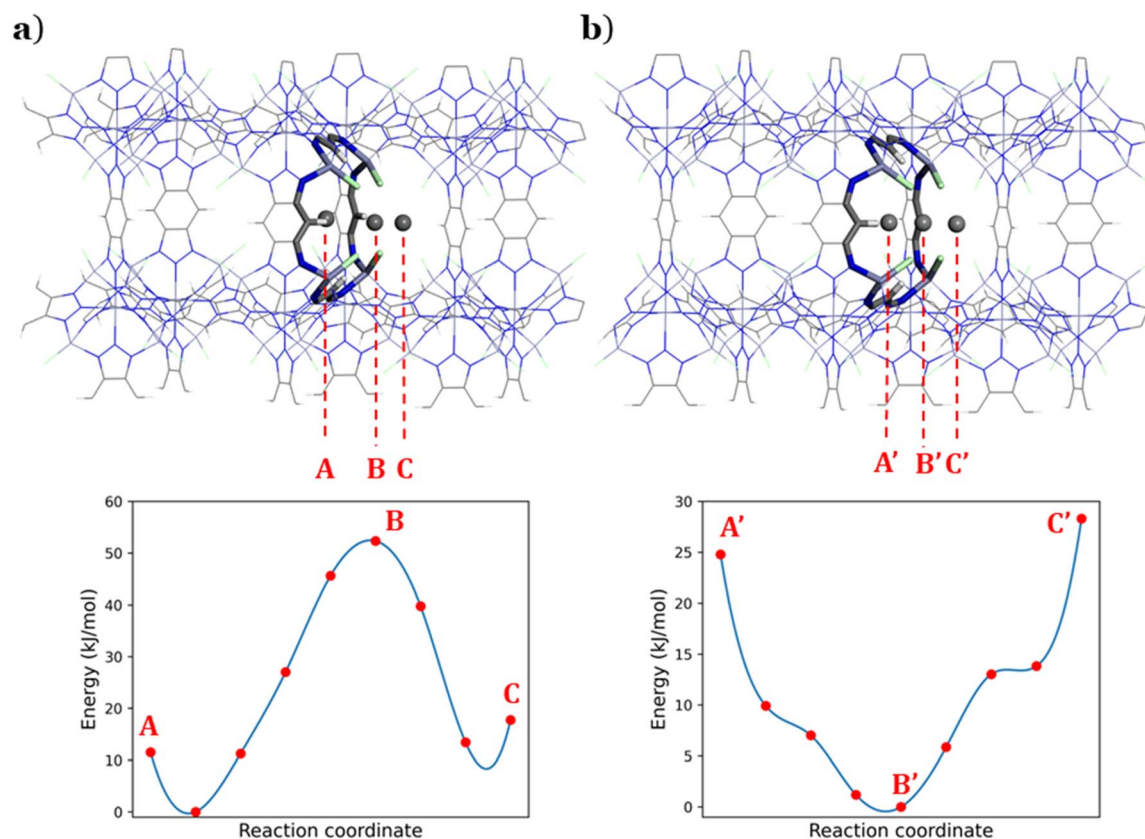 a)
b)
A B C
A' B' C'
60
50
40
30
20
10
0
Energy (kJ/mol)
A
B
C
Reaction coordinate
30
25
20
15
10
5
0
Energy (kJ/mol)
A'
B'
C'
Reaction coordinate